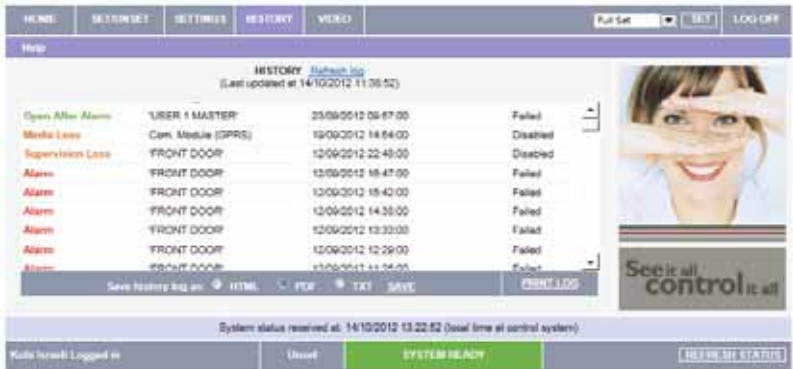 HOME SET/UNSET SETTINGS HISTORY VIDEO Full Set SET LOG OFF
Help
HISTORY Refresh log
(Last updated at 14/10/2012 11:36:52)
Open After Alarm 'USER 1 MASTER' 23/09/2012 09:57:00 Failed
Media Loss Com. Module (GPRS) 19/09/2012 14:54:00 Disabled
Supervision Loss 'FRONT DOOR' 12/09/2012 22:48:00 Disabled
Alarm 'FRONT DOOR' 12/09/2012 16:47:00 Failed
Alarm 'FRONT DOOR' 12/09/2012 15:42:00 Failed
Alarm 'FRONT DOOR' 12/09/2012 14:35:00 Failed
Alarm 'FRONT DOOR' 12/09/2012 13:33:00 Failed
Alarm 'FRONT DOOR' 12/09/2012 12:29:00 Failed
Alarm 'FRONT DOOR' Failed
Save history log as: HTML PDF TXT SAVE PRINT LOG
See it all
control it all
System status received at: 14/10/2012 13:22:52 (local time at control system)
Logged in Unset SYSTEM READY REFRESH STATUS